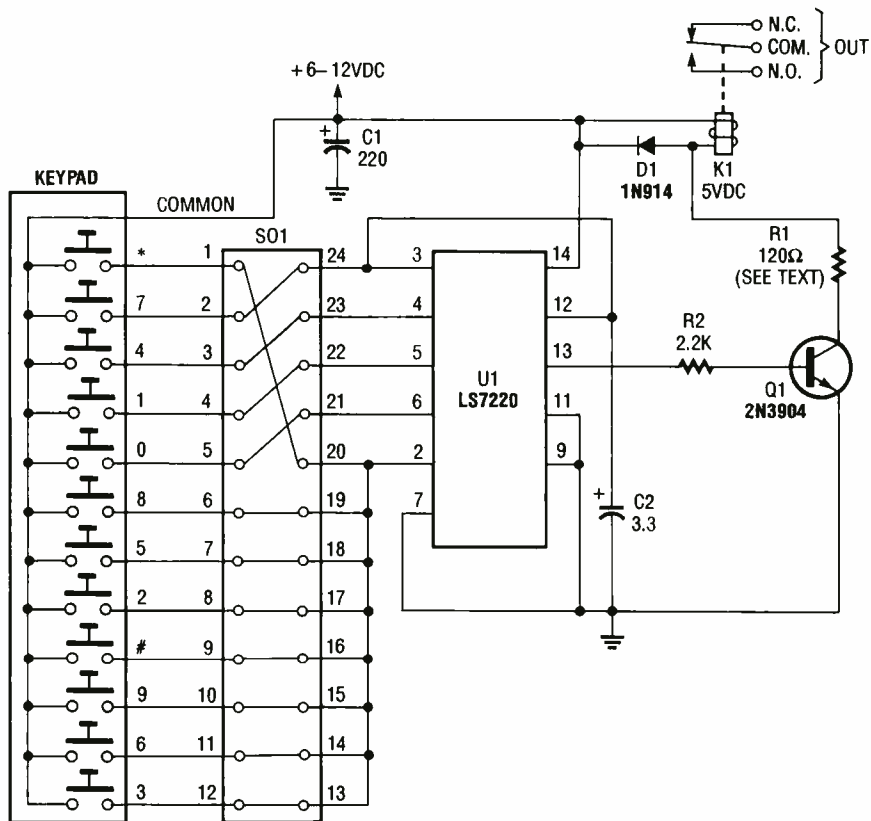 N.C.
COM.
N.O.
OUT
+6–12VDC
+
C1
220
D1
1N914
K1
5VDC
KEYPAD
COMMON
R1
120Ω
(SEE TEXT)
SO1
* 1 24 3 14
7 2 23 4 12
4 3 22 5 13
R2
2.2K
U1
LS7220
Q1
2N3904
1 4 21 6 11
0 5 20 2 9
8 6 19 7
+
C2
3.3
5 7 18
2 8 17
# 9 16
9 10 15
6 11 14
3 12 13